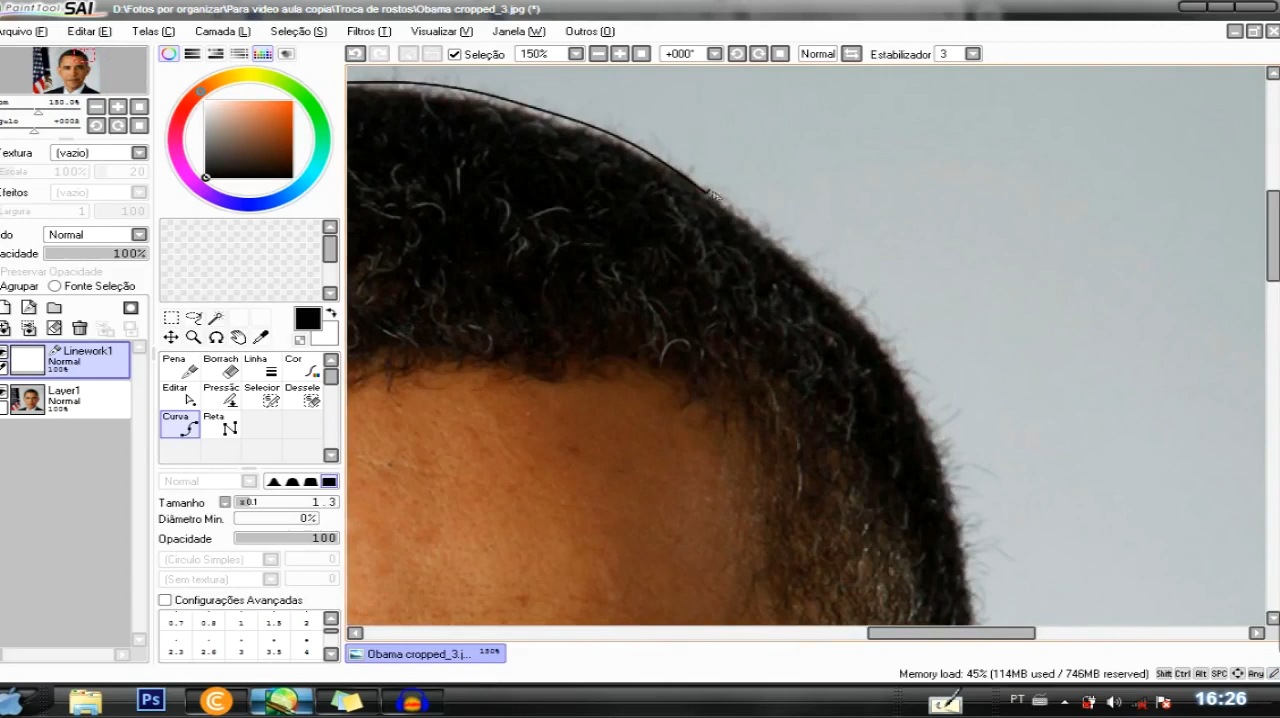 PaintTool SAI D:\Fotos por organizar\Para video aula copia\Troca de rostos\Obama cropped_3.jpg (*)
Arquivo (F) Editar (E) Telas (C) Camada (L) Seleção (S) Filtros (T) Visualizar (V) Janela (W) Outros (O)
Seleção 150% +000° Normal Estabilizador 3
150.0%
+000°
Textura (vazio)
Escala 100% 20
Efeitos (vazio)
Largura 1 100
Normal
100%
Preservar Opacidade
Agrupar Fonte Seleção
Linework1
Normal
100%
Layer1
Normal
100%
Pena Borrach Linha Cor
Editar Pressão Selecior Dessele
Curva Reta
Normal
Tamanho x0.1 1.3
Diâmetro Min. 0%
Opacidade 100
(Circulo Simples) 0
(Sem textura) 0
Configurações Avançadas
0.7 0.8 1 1.5 2
2.3 2.6 3 3.5 4
Obama cropped_3.j... 150%
Memory load: 45% (114MB used / 746MB reserved) Shift Ctrl Alt SPC Any
Ps C PT 16:26